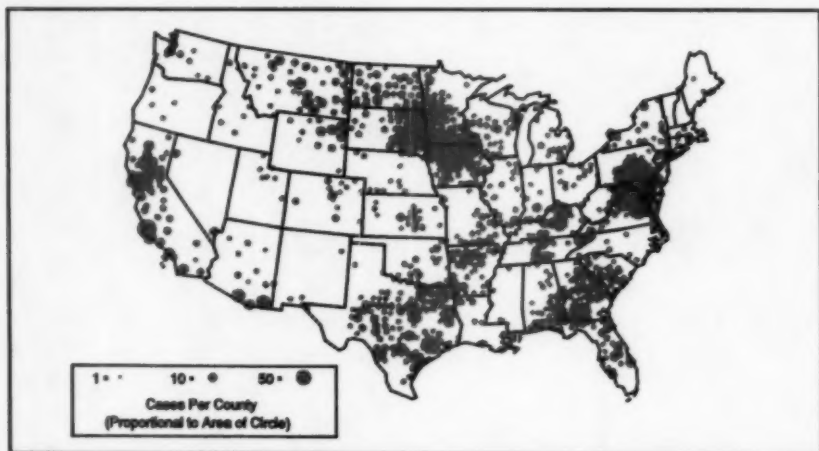 1 • • 10 • 50 •
Cases Per County
(Proportional to Area of Circle)